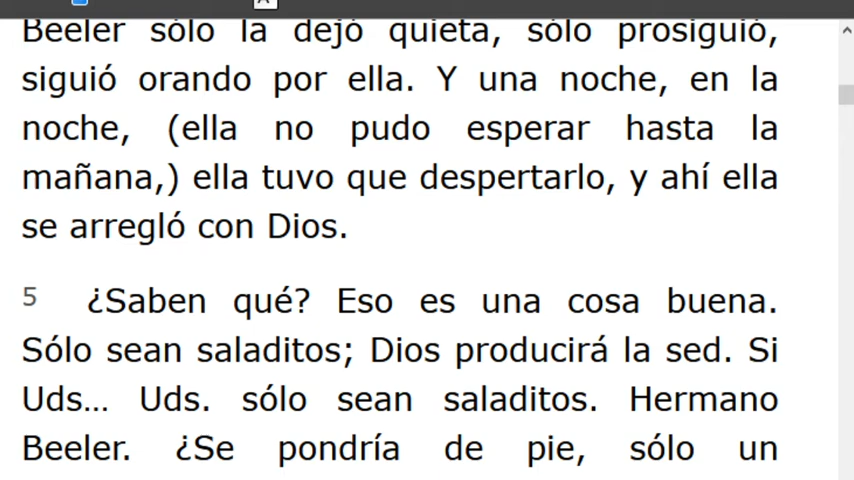 Beeler sólo la dejó quieta, sólo prosiguió,
siguió orando por ella. Y una noche, en la
noche, (ella no pudo esperar hasta la
mañana,) ella tuvo que despertarlo, y ahí ella
se arregló con Dios.
5 ¿Saben qué? Eso es una cosa buena.
Sólo sean saladitos; Dios producirá la sed. Si
Uds... Uds. sólo sean saladitos. Hermano
Beeler. ¿Se pondría de pie, sólo un